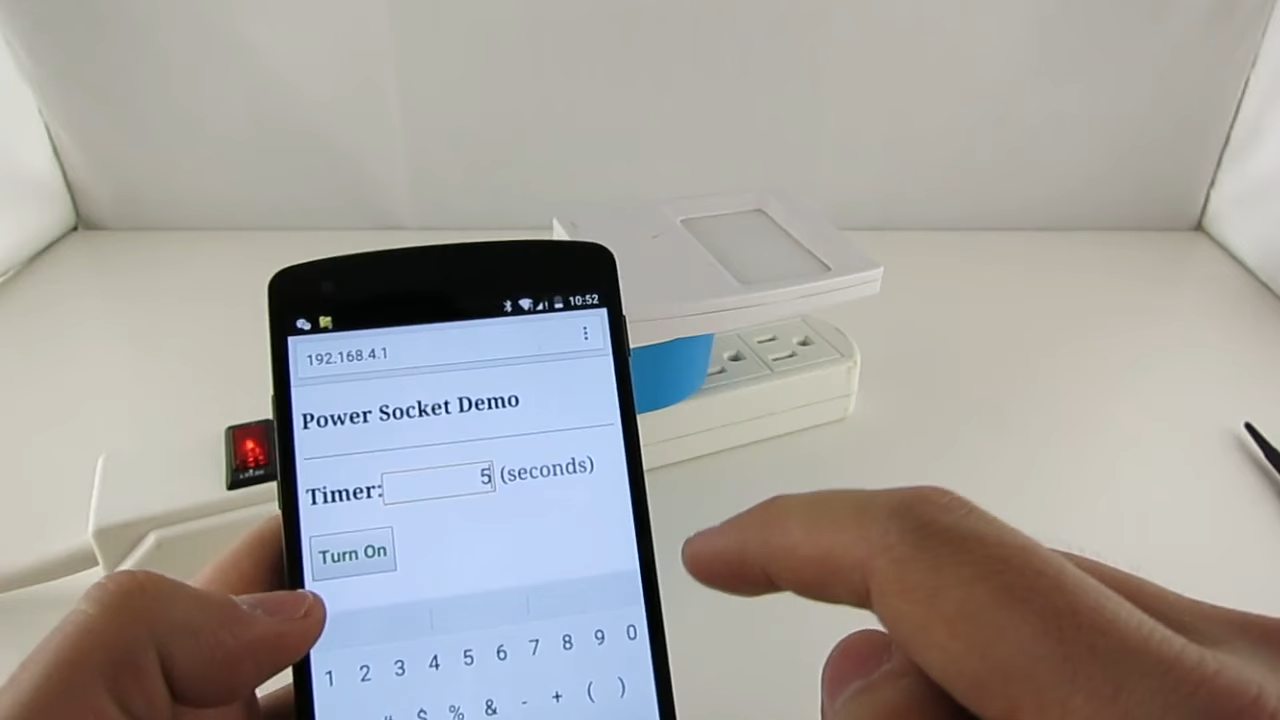 10:52
192.168.4.1
Power Socket Demo
Timer: 5 (seconds)
Turn On
1 2 3 4 5 6 7 8 9 0
$ % & - + ( )